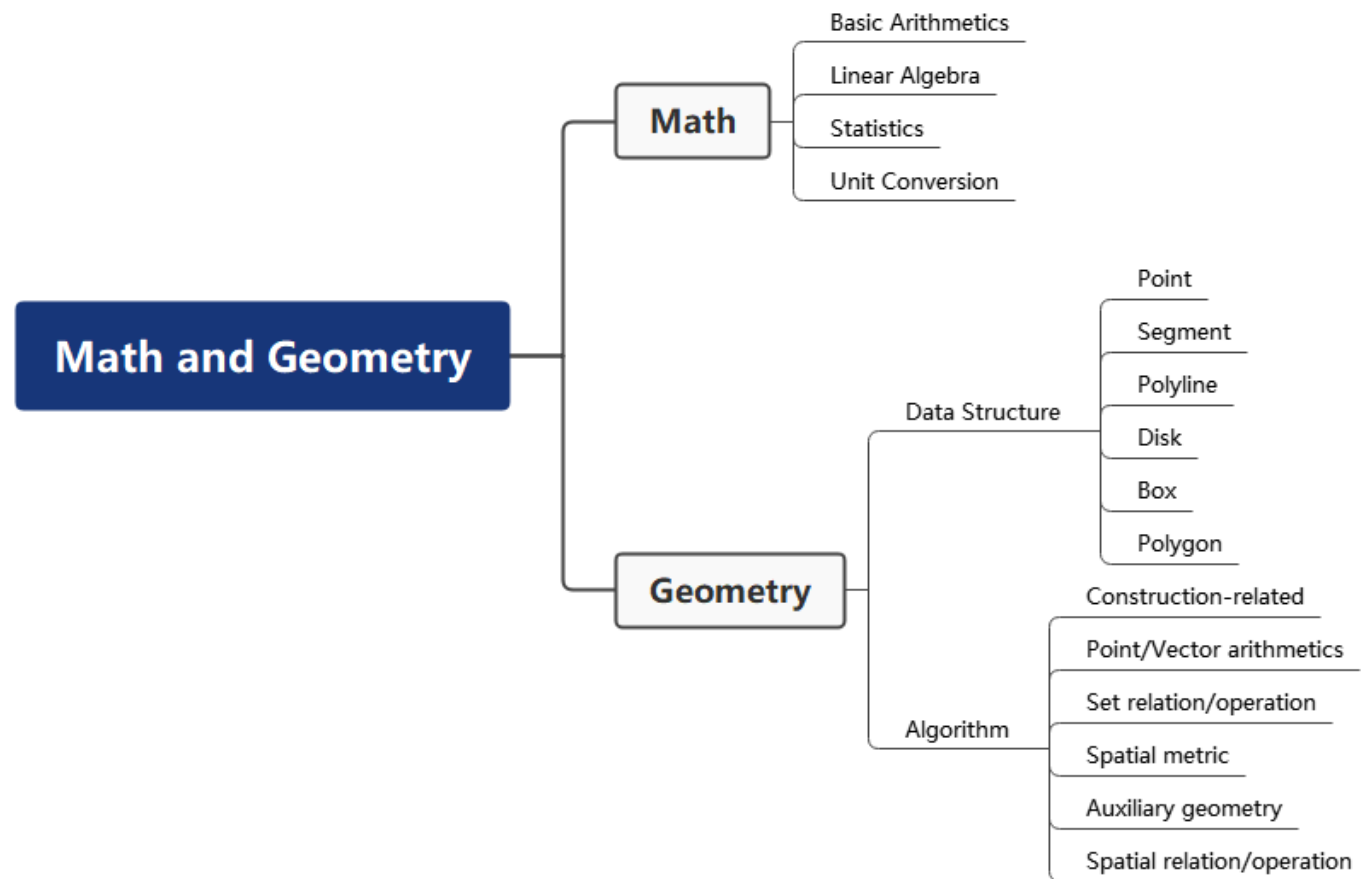 Basic Arithmetics
Linear Algebra
Math
Statistics
Unit Conversion
Math and Geometry
Point
Segment
Polyline
Data Structure
Disk
Box
Polygon
Geometry
Construction-related
Point/Vector arithmetics
Set relation/operation
Algorithm
Spatial metric
Auxiliary geometry
Spatial relation/operation